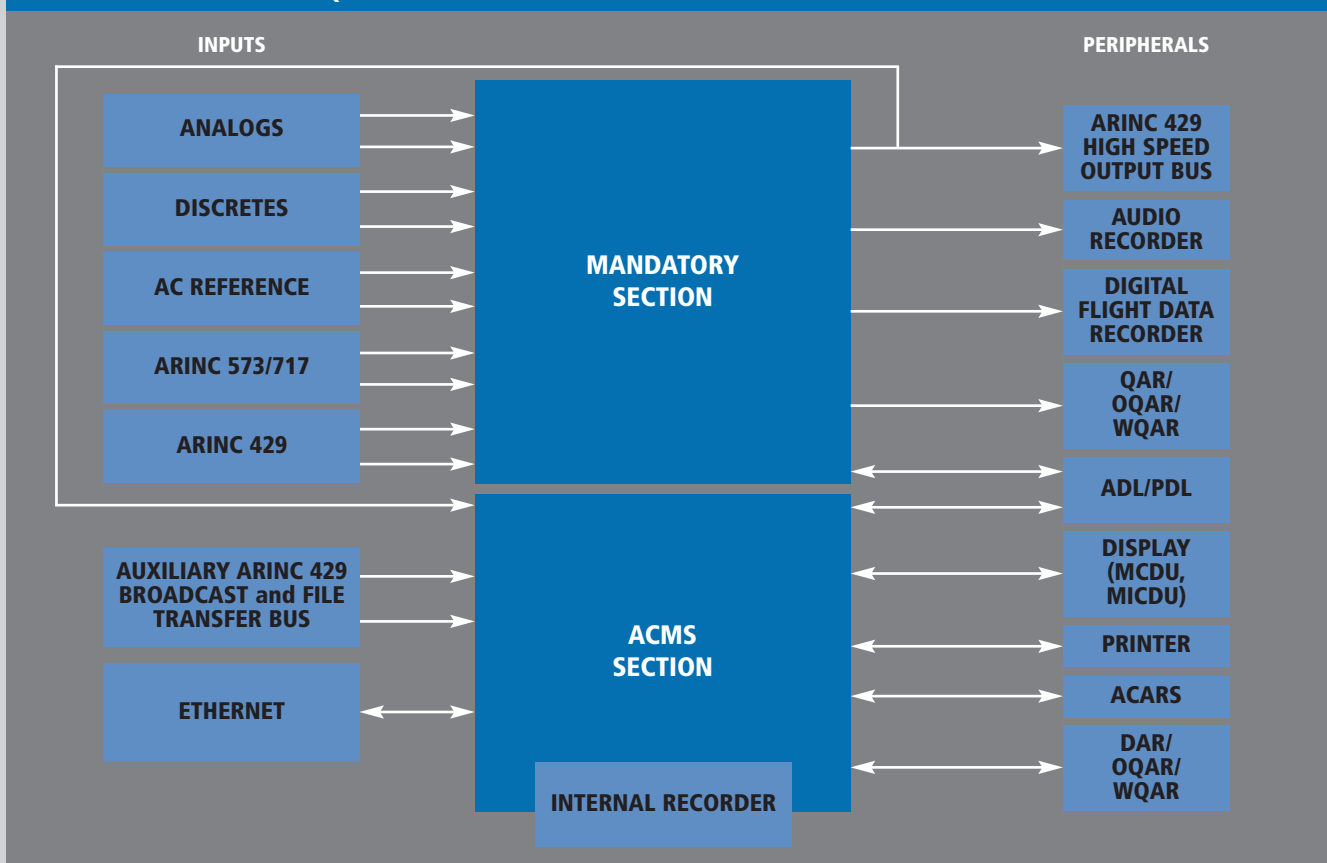 INPUTS
PERIPHERALS
ANALOGS
DISCRETES
AC REFERENCE
ARINC 573/717
ARINC 429
AUXILIARY ARINC 429
BROADCAST and FILE
TRANSFER BUS
ETHERNET
MANDATORY
SECTION
ACMS
SECTION
INTERNAL RECORDER
ARINC 429
HIGH SPEED
OUTPUT BUS
AUDIO
RECORDER
DIGITAL
FLIGHT DATA
RECORDER
QAR/
OQAR/
WQAR
ADL/PDL
DISPLAY
(MCDU,
MICDU)
PRINTER
ACARS
DAR/
OQAR/
WQAR